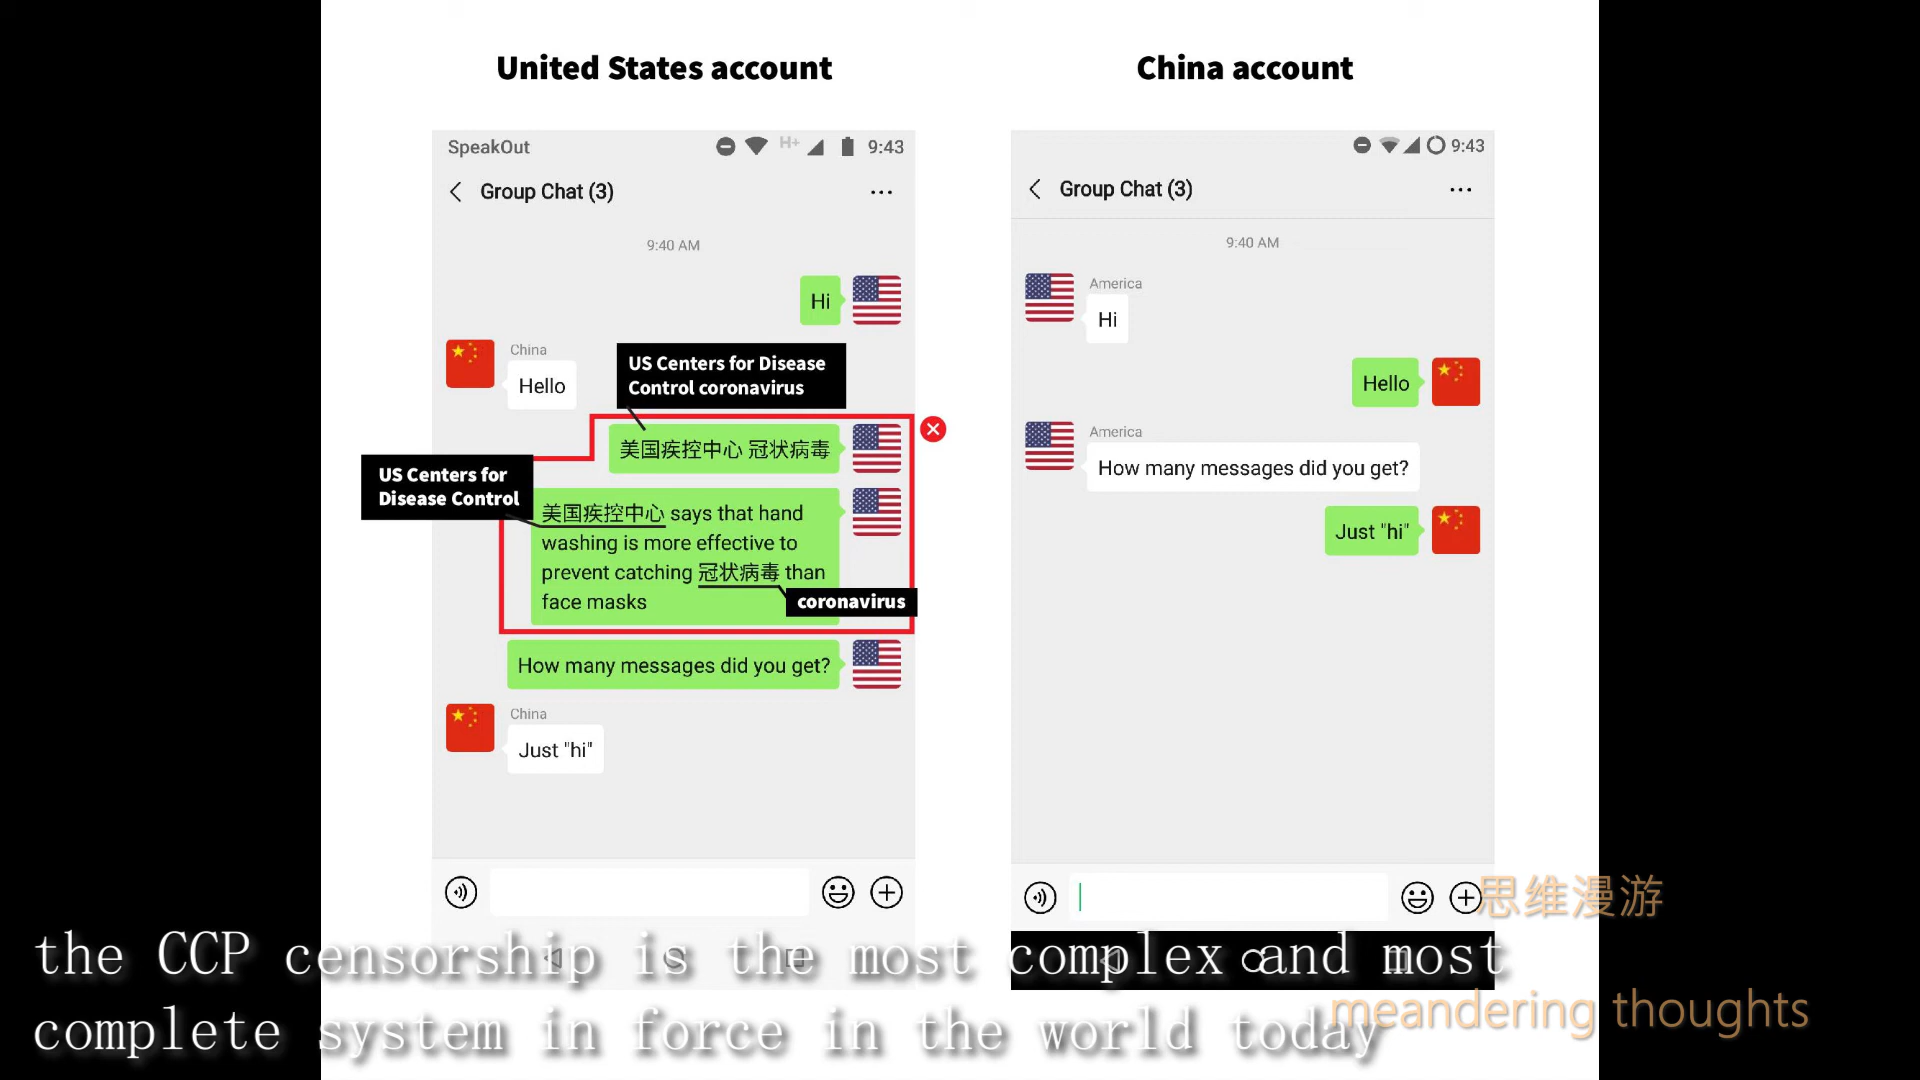 United States account
SpeakOut
H+
9:43
Group Chat (3)
9:40 AM
Hi
China
Hello
US Centers for Disease
Control coronavirus
美国疾控中心 冠状病毒
US Centers for
Disease Control
美国疾控中心 says that hand
washing is more effective to
prevent catching 冠状病毒 than
face masks
coronavirus
How many messages did you get?
China
Just "hi"
China account
9:43
Group Chat (3)
9:40 AM
America
Hi
Hello
America
How many messages did you get?
Just "hi"
思维漫游
meandering thoughts
the CCP censorship is the most complex and most
complete system in force in the world today